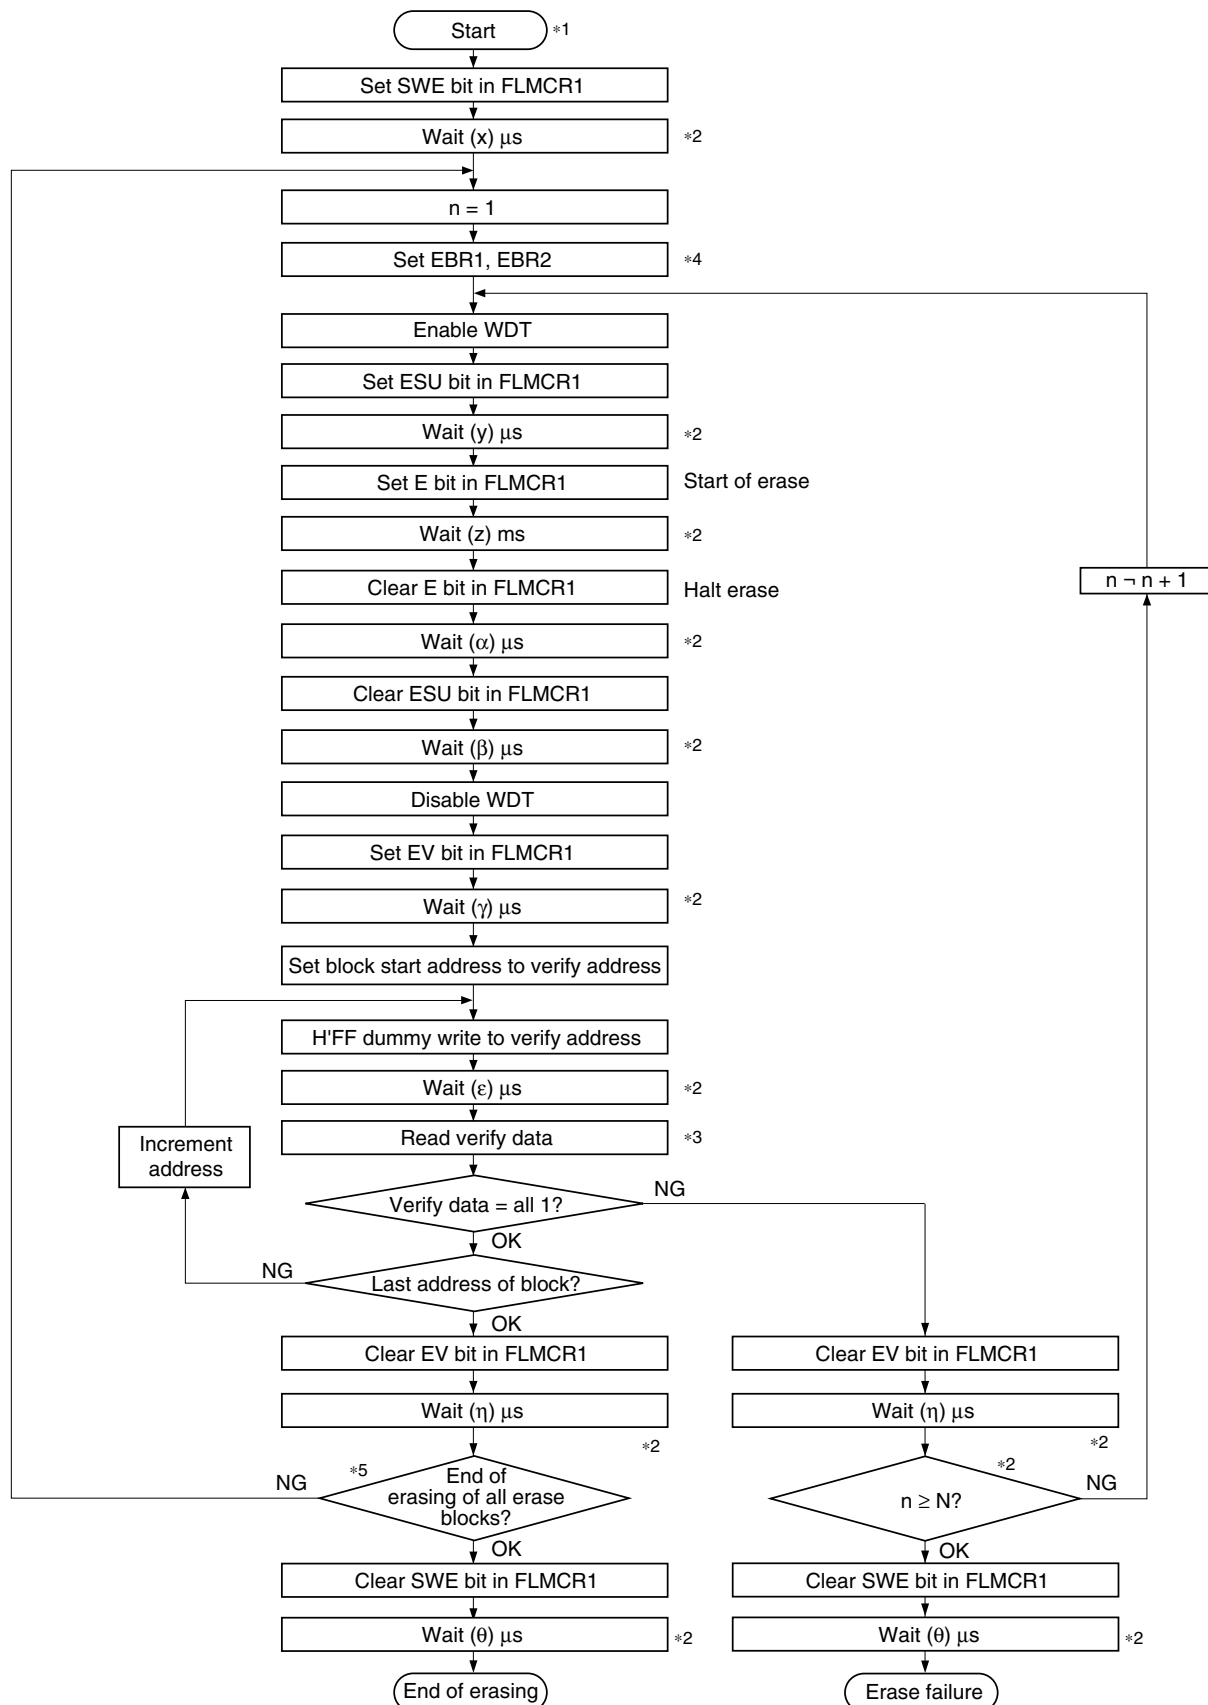 Start *1
Set SWE bit in FLMCR1
Wait (x) μs *2
n = 1
Set EBR1, EBR2 *4
Enable WDT
Set ESU bit in FLMCR1
Wait (y) μs *2
Set E bit in FLMCR1 Start of erase
Wait (z) ms *2
Clear E bit in FLMCR1 Halt erase
n ¬ n + 1
Wait (α) μs *2
Clear ESU bit in FLMCR1
Wait (β) μs *2
Disable WDT
Set EV bit in FLMCR1
Wait (γ) μs *2
Set block start address to verify address
H'FF dummy write to verify address
Wait (ε) μs *2
Read verify data *3
Increment
address
Verify data = all 1? NG
OK
NG Last address of block?
OK
Clear EV bit in FLMCR1 Clear EV bit in FLMCR1
Wait (η) μs Wait (η) μs
*2 *2
*5 *2
NG NG
End of
erasing of all erase
blocks?
n ≥ N?
OK OK
Clear SWE bit in FLMCR1 Clear SWE bit in FLMCR1
Wait (θ) μs *2 Wait (θ) μs *2
End of erasing Erase failure